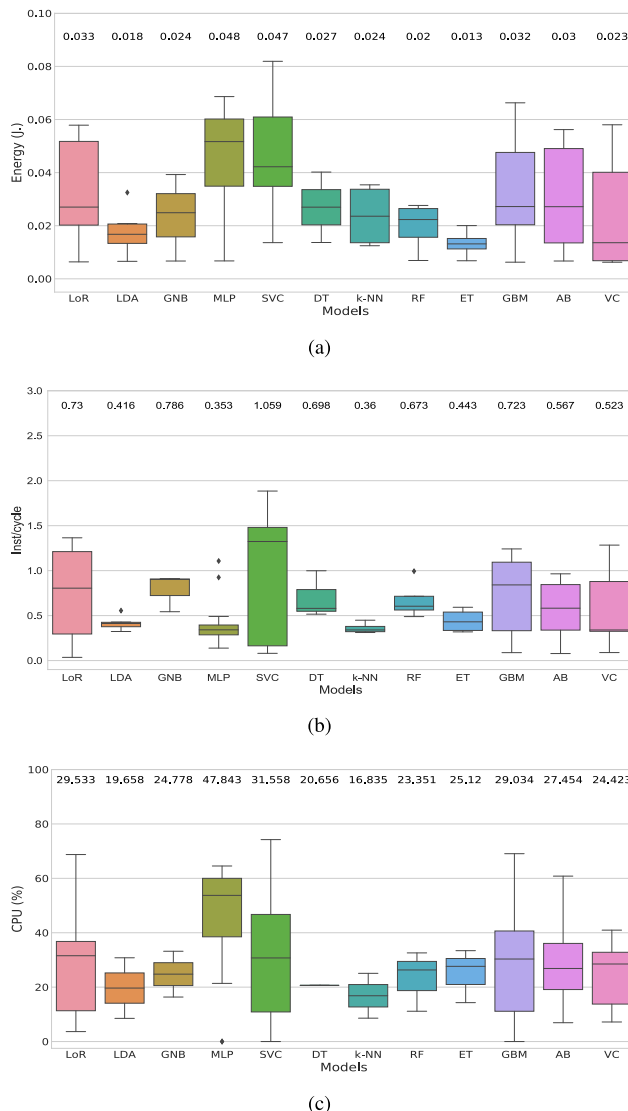 0.10
0.033 0.018 0.024 0.048 0.047 0.027 0.024 0.02 0.013 0.032 0.03 0.023
0.08
0.06
Energy (J.)
0.04
0.02
0.00
LoR LDA GNB MLP SVC DT k-NN RF ET GBM AB VC
Models
(a)
3.0
0.73 0.416 0.786 0.353 1.059 0.698 0.36 0.673 0.443 0.723 0.567 0.523
2.5
2.0
Inst/cycle
1.5
1.0
0.5
0.0
LoR LDA GNB MLP SVC DT k-NN RF ET GBM AB VC
Models
(b)
100
29.533 19.658 24.778 47.843 31.558 20.656 16.835 23.351 25.12 29.034 27.454 24.423
80
60
CPU (%)
40
20
0
LoR LDA GNB MLP SVC DT k-NN RF ET GBM AB VC
Models
(c)